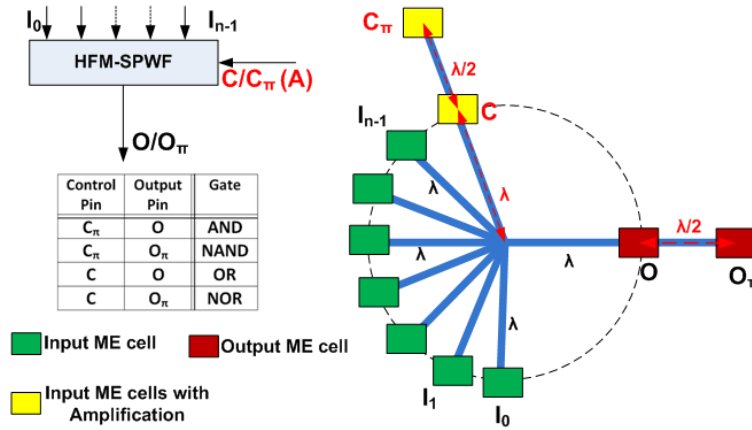 I₀ Iₙ₋₁
HFM-SPWF
C/Cπ (A)
O/Oπ
Control Pin Output Pin Gate
Cπ O AND
Cπ Oπ NAND
C O OR
C Oπ NOR
Input ME cell
Output ME cell
Input ME cells with
Amplification
Cπ
λ/2
C
Iₙ₋₁
λ
λ
λ
λ
λ
λ/2
O
Oπ
I₁
I₀